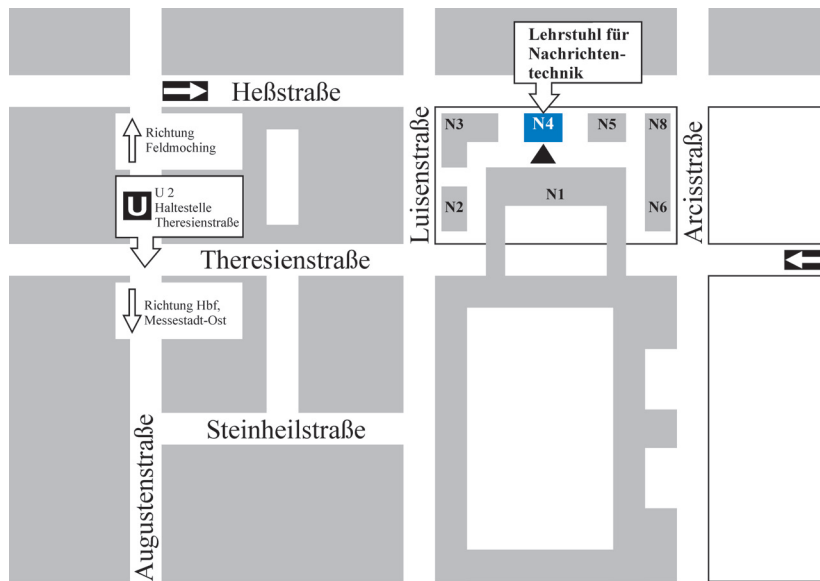 Lehrstuhl für
Nachrichten-
technik
Heßstraße
Richtung
Feldmoching
N3
N4
N5
N8
Luisenstraße
Arcisstraße
U
U 2
Haltestelle
Theresienstraße
N2
N1
N6
Theresienstraße
Richtung Hbf,
Messestadt-Ost
Steinheilstraße
Augustenstraße